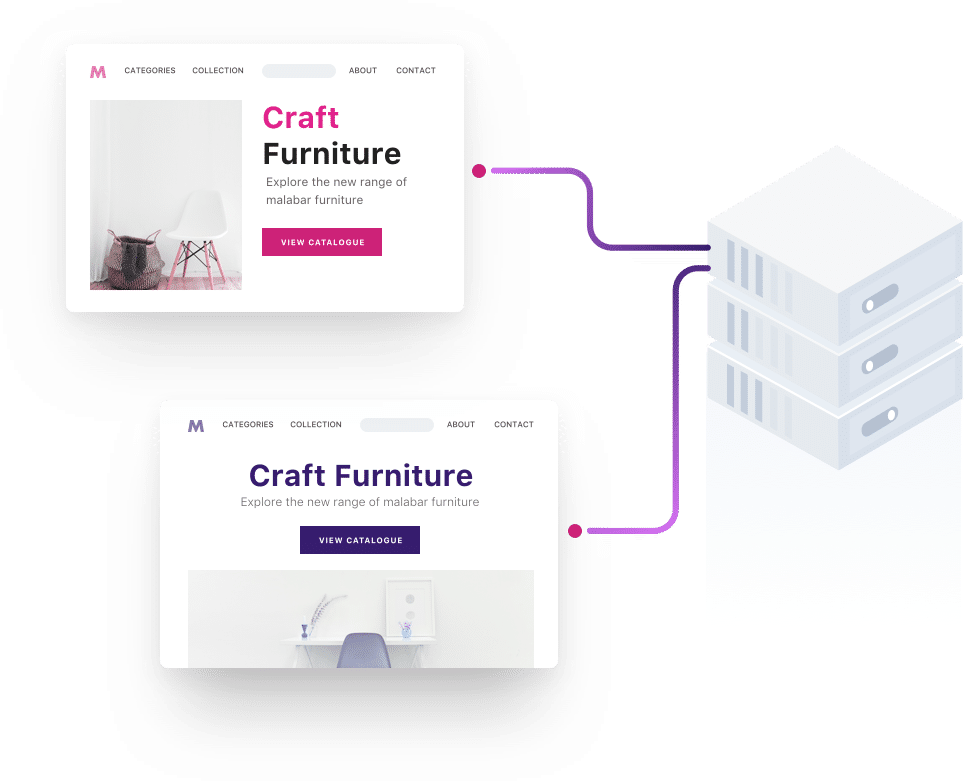 M CATEGORIES COLLECTION ABOUT CONTACT
Craft
Furniture
Explore the new range of
malabar furniture
VIEW CATALOGUE
M CATEGORIES COLLECTION ABOUT CONTACT
Craft Furniture
Explore the new range of malabar furniture
VIEW CATALOGUE